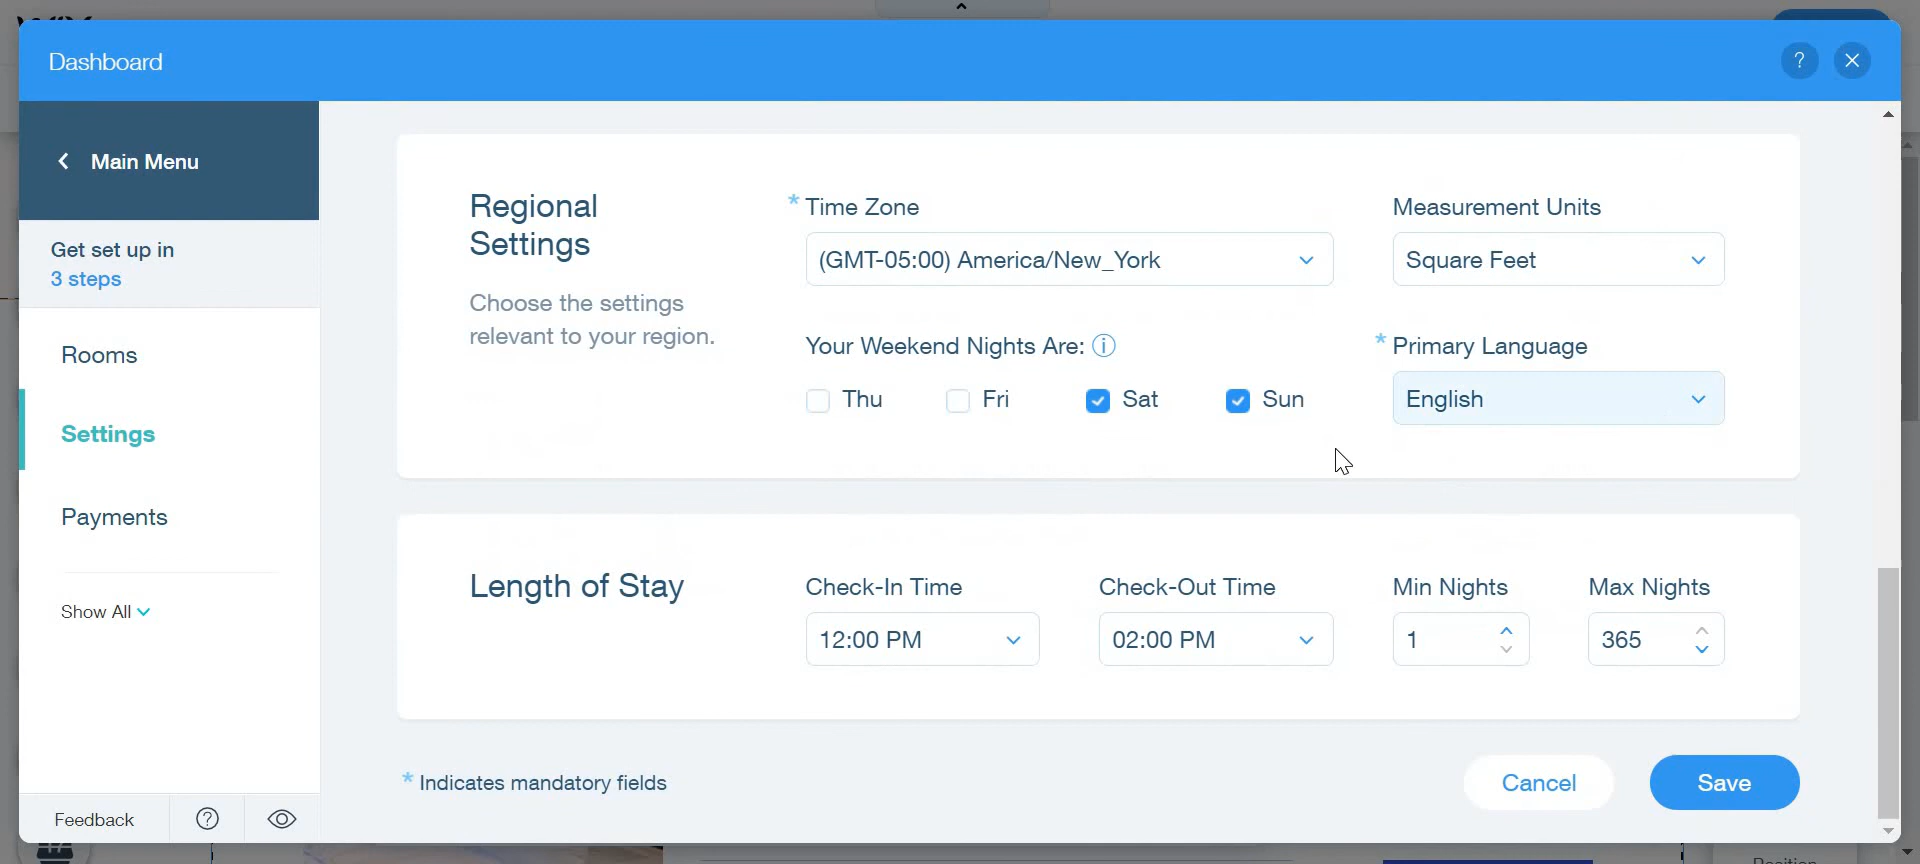 Dashboard
?
Main Menu
Get set up in
3 steps
Rooms
Settings
Payments
Show All
Feedback
?
Regional
Settings
Choose the settings
relevant to your region.
* Time Zone
(GMT-05:00) America/New_York
Measurement Units
Square Feet
Your Weekend Nights Are: i
Thu
Fri
Sat
Sun
* Primary Language
English
Length of Stay
Check-In Time
12:00 PM
Check-Out Time
02:00 PM
Min Nights
1
Max Nights
365
* Indicates mandatory fields
Cancel
Save